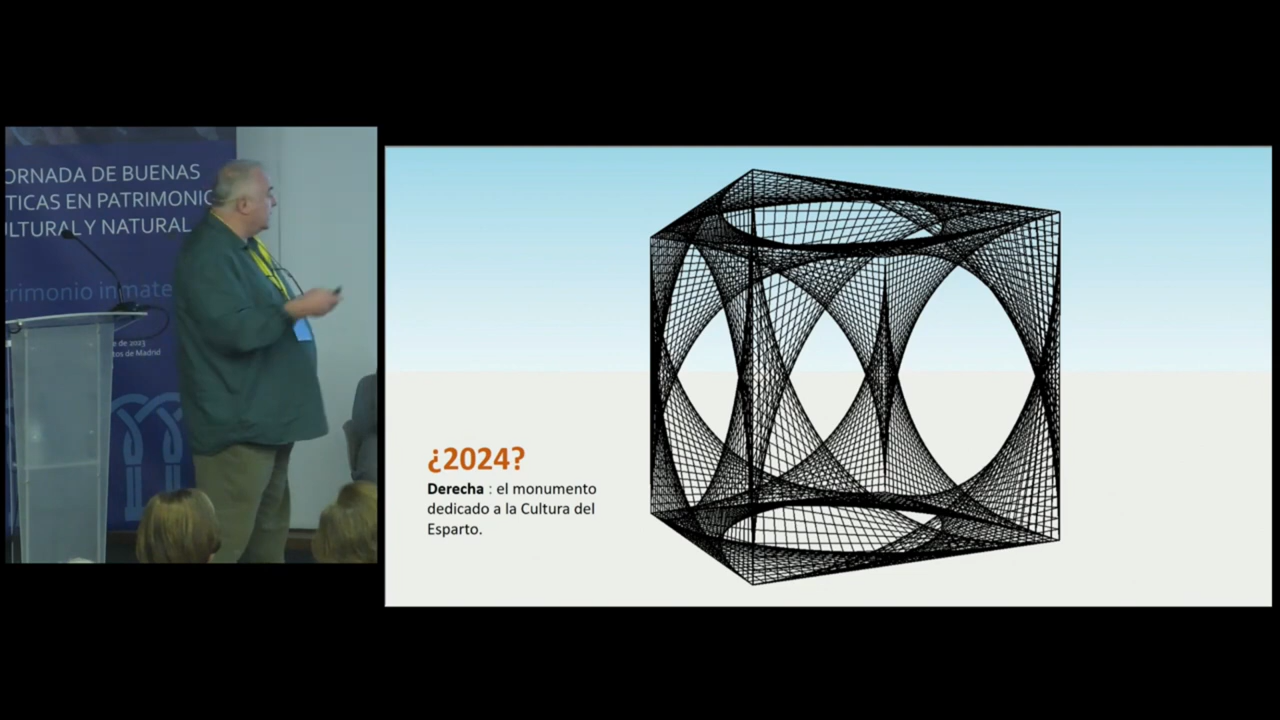 ORNADA DE BUENAS
TICAS EN PATRIMONIO
ULTURAL Y NATURAL
trimonio inmate
e de 2023
tos de Madrid
¿2024?
Derecha : el monumento
dedicado a la Cultura del
Esparto.